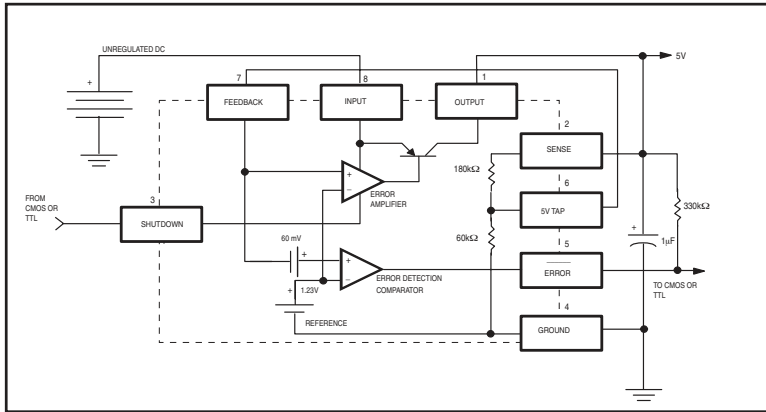 UNREGULATED DC
5V
7
8
1
FEEDBACK
INPUT
OUTPUT
+
2
SENSE
180kΩ
+
−
ERROR
AMPLIFIER
6
5V TAP
330kΩ
FROM
CMOS OR
TTL
3
SHUTDOWN
60kΩ
+
1µF
60 mV
+
+
−
ERROR DETECTION
COMPARATOR
5
ERROR
TO CMOS OR
TTL
+
1.23V
REFERENCE
4
GROUND